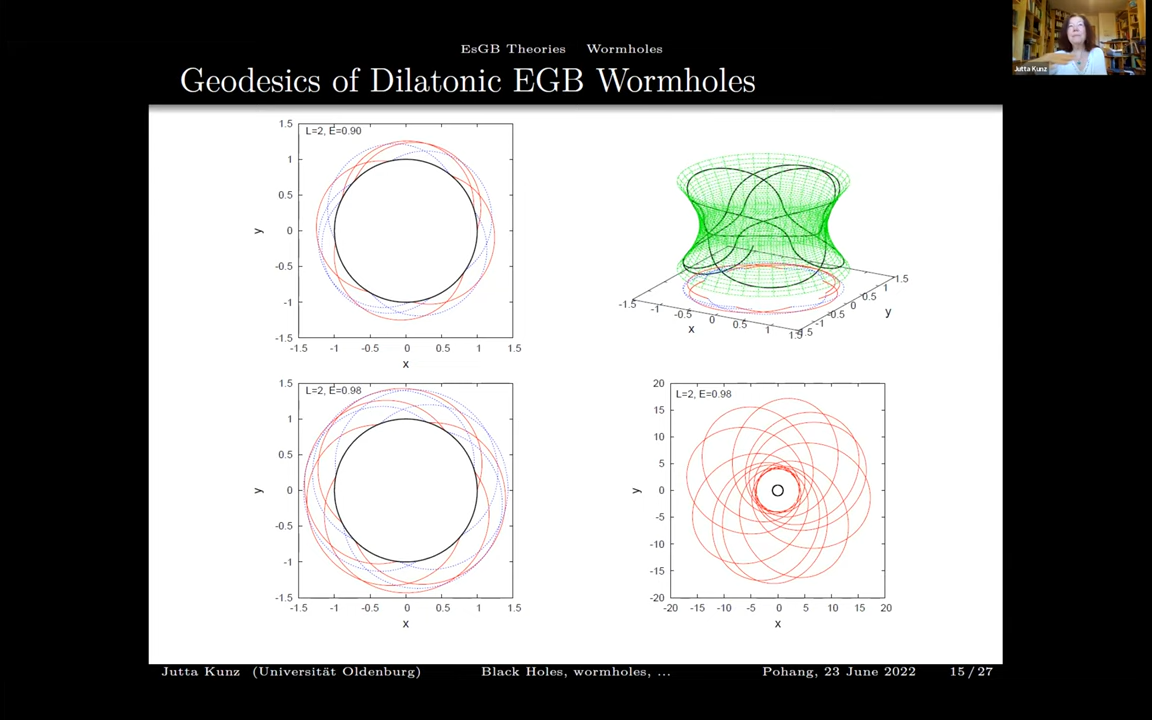 EsGB Theories Wormholes
Geodesics of Dilatonic EGB Wormholes
Jutta Kunz
L=2, E=0.90
1.5
1
0.5
0
-0.5
-1
-1.5
y
-1.5 -1 -0.5 0 0.5 1 1.5
x
-1.5 -1 -0.5 0 0.5 1 1.5
x
-1.5 -1 -0.5 0 0.5 1 1.5
y
L=2, E=0.98
1.5
1
0.5
0
-0.5
-1
-1.5
y
-1.5 -1 -0.5 0 0.5 1 1.5
x
L=2, E=0.98
20
15
10
5
0
-5
-10
-15
-20
y
-20 -15 -10 -5 0 5 10 15 20
x
Jutta Kunz (Universität Oldenburg) Black Holes, wormholes, ... Pohang, 23 June 2022 15 / 27